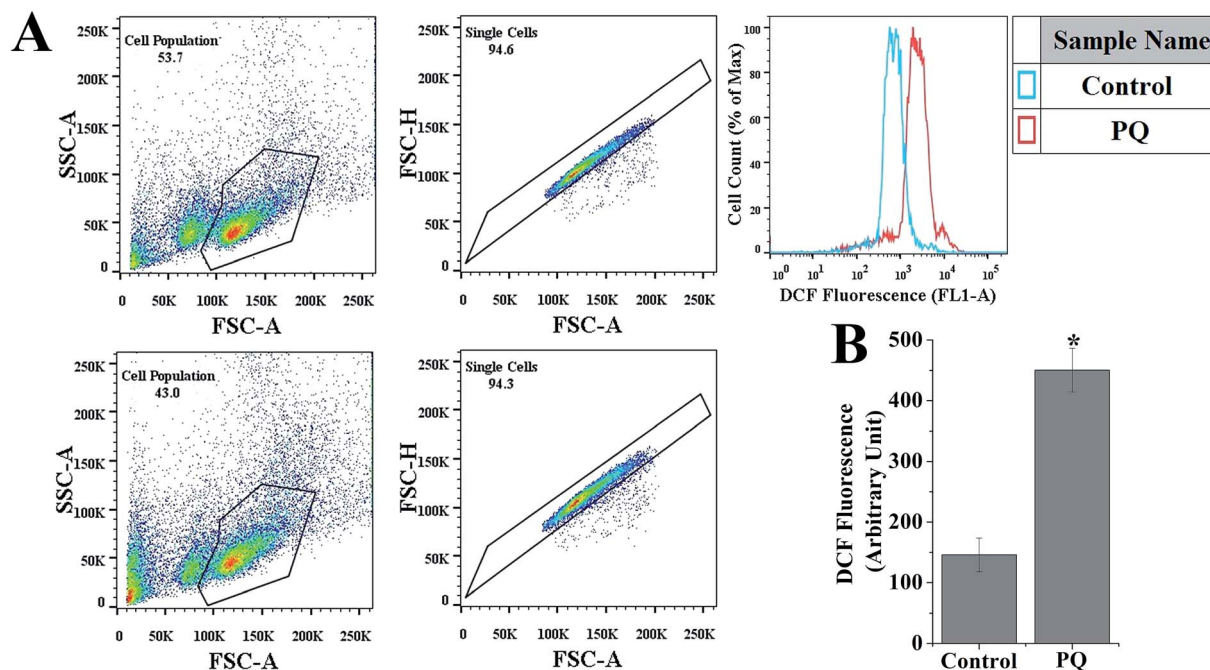 A
Cell Population
53.7
SSC-A
250K
200K
150K
100K
50K
0
0 50K 100K 150K 200K 250K
FSC-A
Single Cells
94.6
FSC-H
250K
200K
150K
100K
50K
0
0 50K 100K 150K 200K 250K
FSC-A
Cell Count (% of Max)
100
80
60
40
20
0
10^0 10^1 10^2 10^3 10^4 10^5
DCF Fluorescence (FL1-A)
Sample Name
Control
PQ
Cell Population
43.0
SSC-A
250K
200K
150K
100K
50K
0
0 50K 100K 150K 200K 250K
FSC-A
Single Cells
94.3
FSC-H
250K
200K
150K
100K
50K
0
0 50K 100K 150K 200K 250K
FSC-A
B
DCF Fluorescence
(Arbitrary Unit)
500
400
300
200
100
0
*
Control PQ